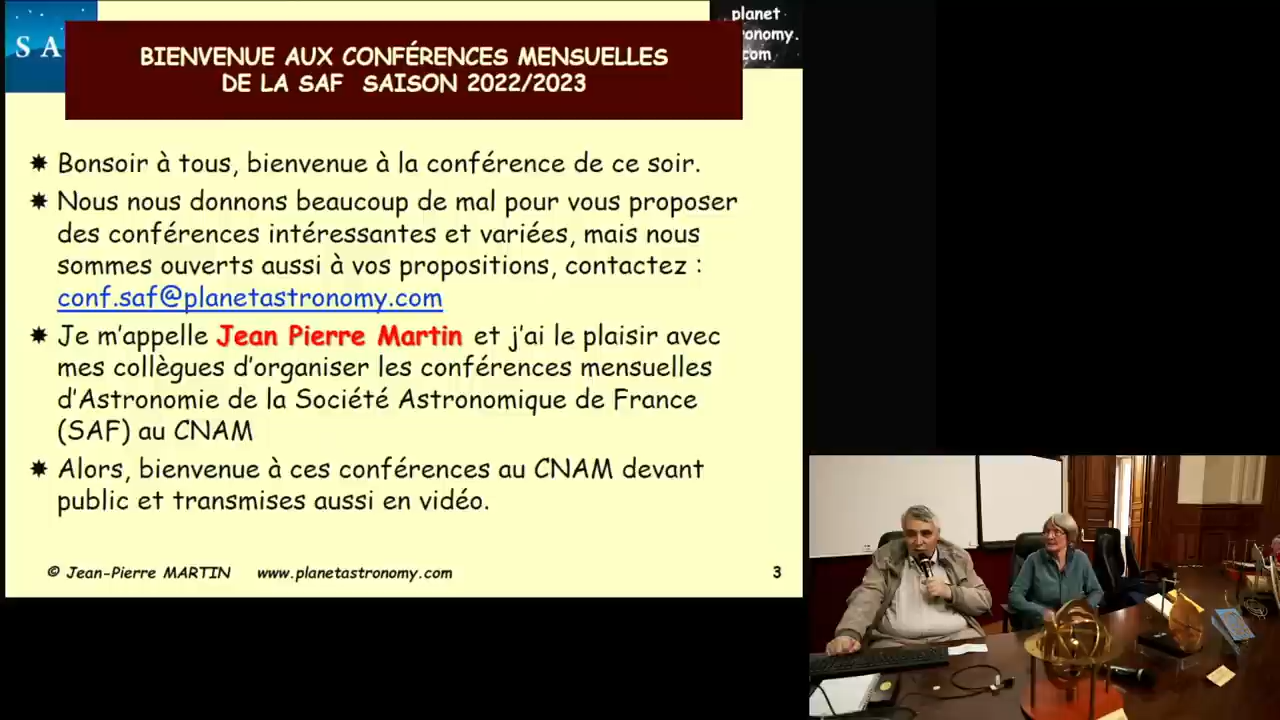 S A
planet
onomy.
com
BIENVENUE AUX CONFÉRENCES MENSUELLES
DE LA SAF SAISON 2022/2023
Bonsoir à tous, bienvenue à la conférence de ce soir.
Nous nous donnons beaucoup de mal pour vous proposer
des conférences intéressantes et variées, mais nous
sommes ouverts aussi à vos propositions, contactez :
conf.saf@planetastronomy.com
Je m'appelle Jean Pierre Martin et j'ai le plaisir avec
mes collègues d'organiser les conférences mensuelles
d'Astronomie de la Société Astronomique de France
(SAF) au CNAM
Alors, bienvenue à ces conférences au CNAM devant
public et transmises aussi en vidéo.
© Jean-Pierre MARTIN www.planetastronomy.com 3